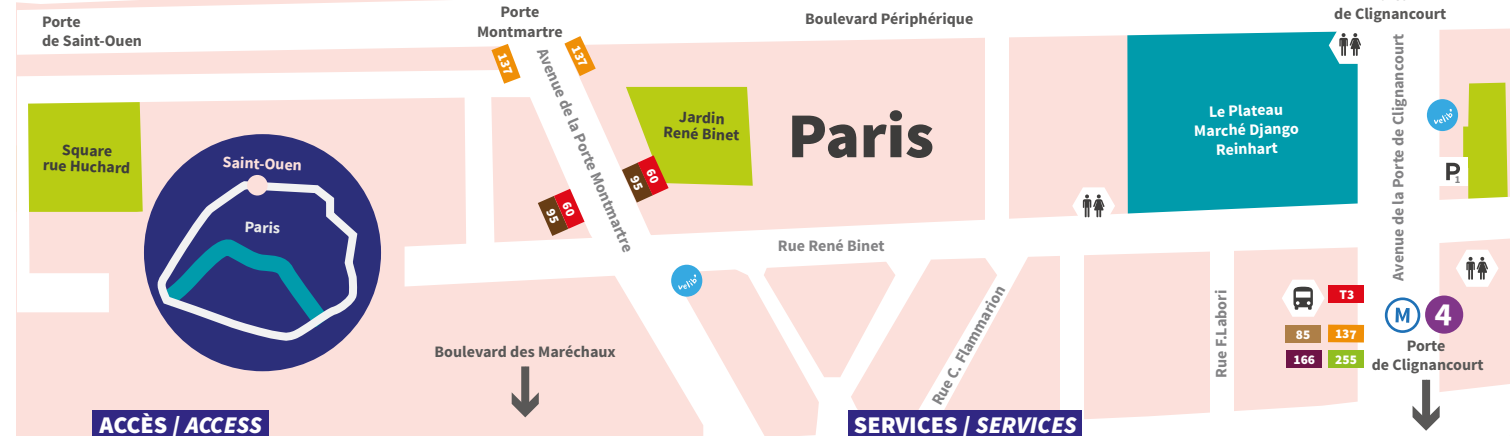 Porte
de Saint-Ouen
Porte
Montmartre
Boulevard Périphérique
de Clignancourt
137
137
Avenue de la Porte Montmartre
Jardin
René Binet
Paris
Le Plateau
Marché Django
Reinhart
Avenue de la Porte de Clignancourt
velib'
P1
Square
rue Huchard
Saint-Ouen
Paris
95
60
95
60
Rue René Binet
velib'
Rue C. Flammarion
Rue F.Labori
T3
85
137
166
255
M
4
Porte
de Clignancourt
Boulevard des Maréchaux
ACCÈS / ACCESS
SERVICES / SERVICES